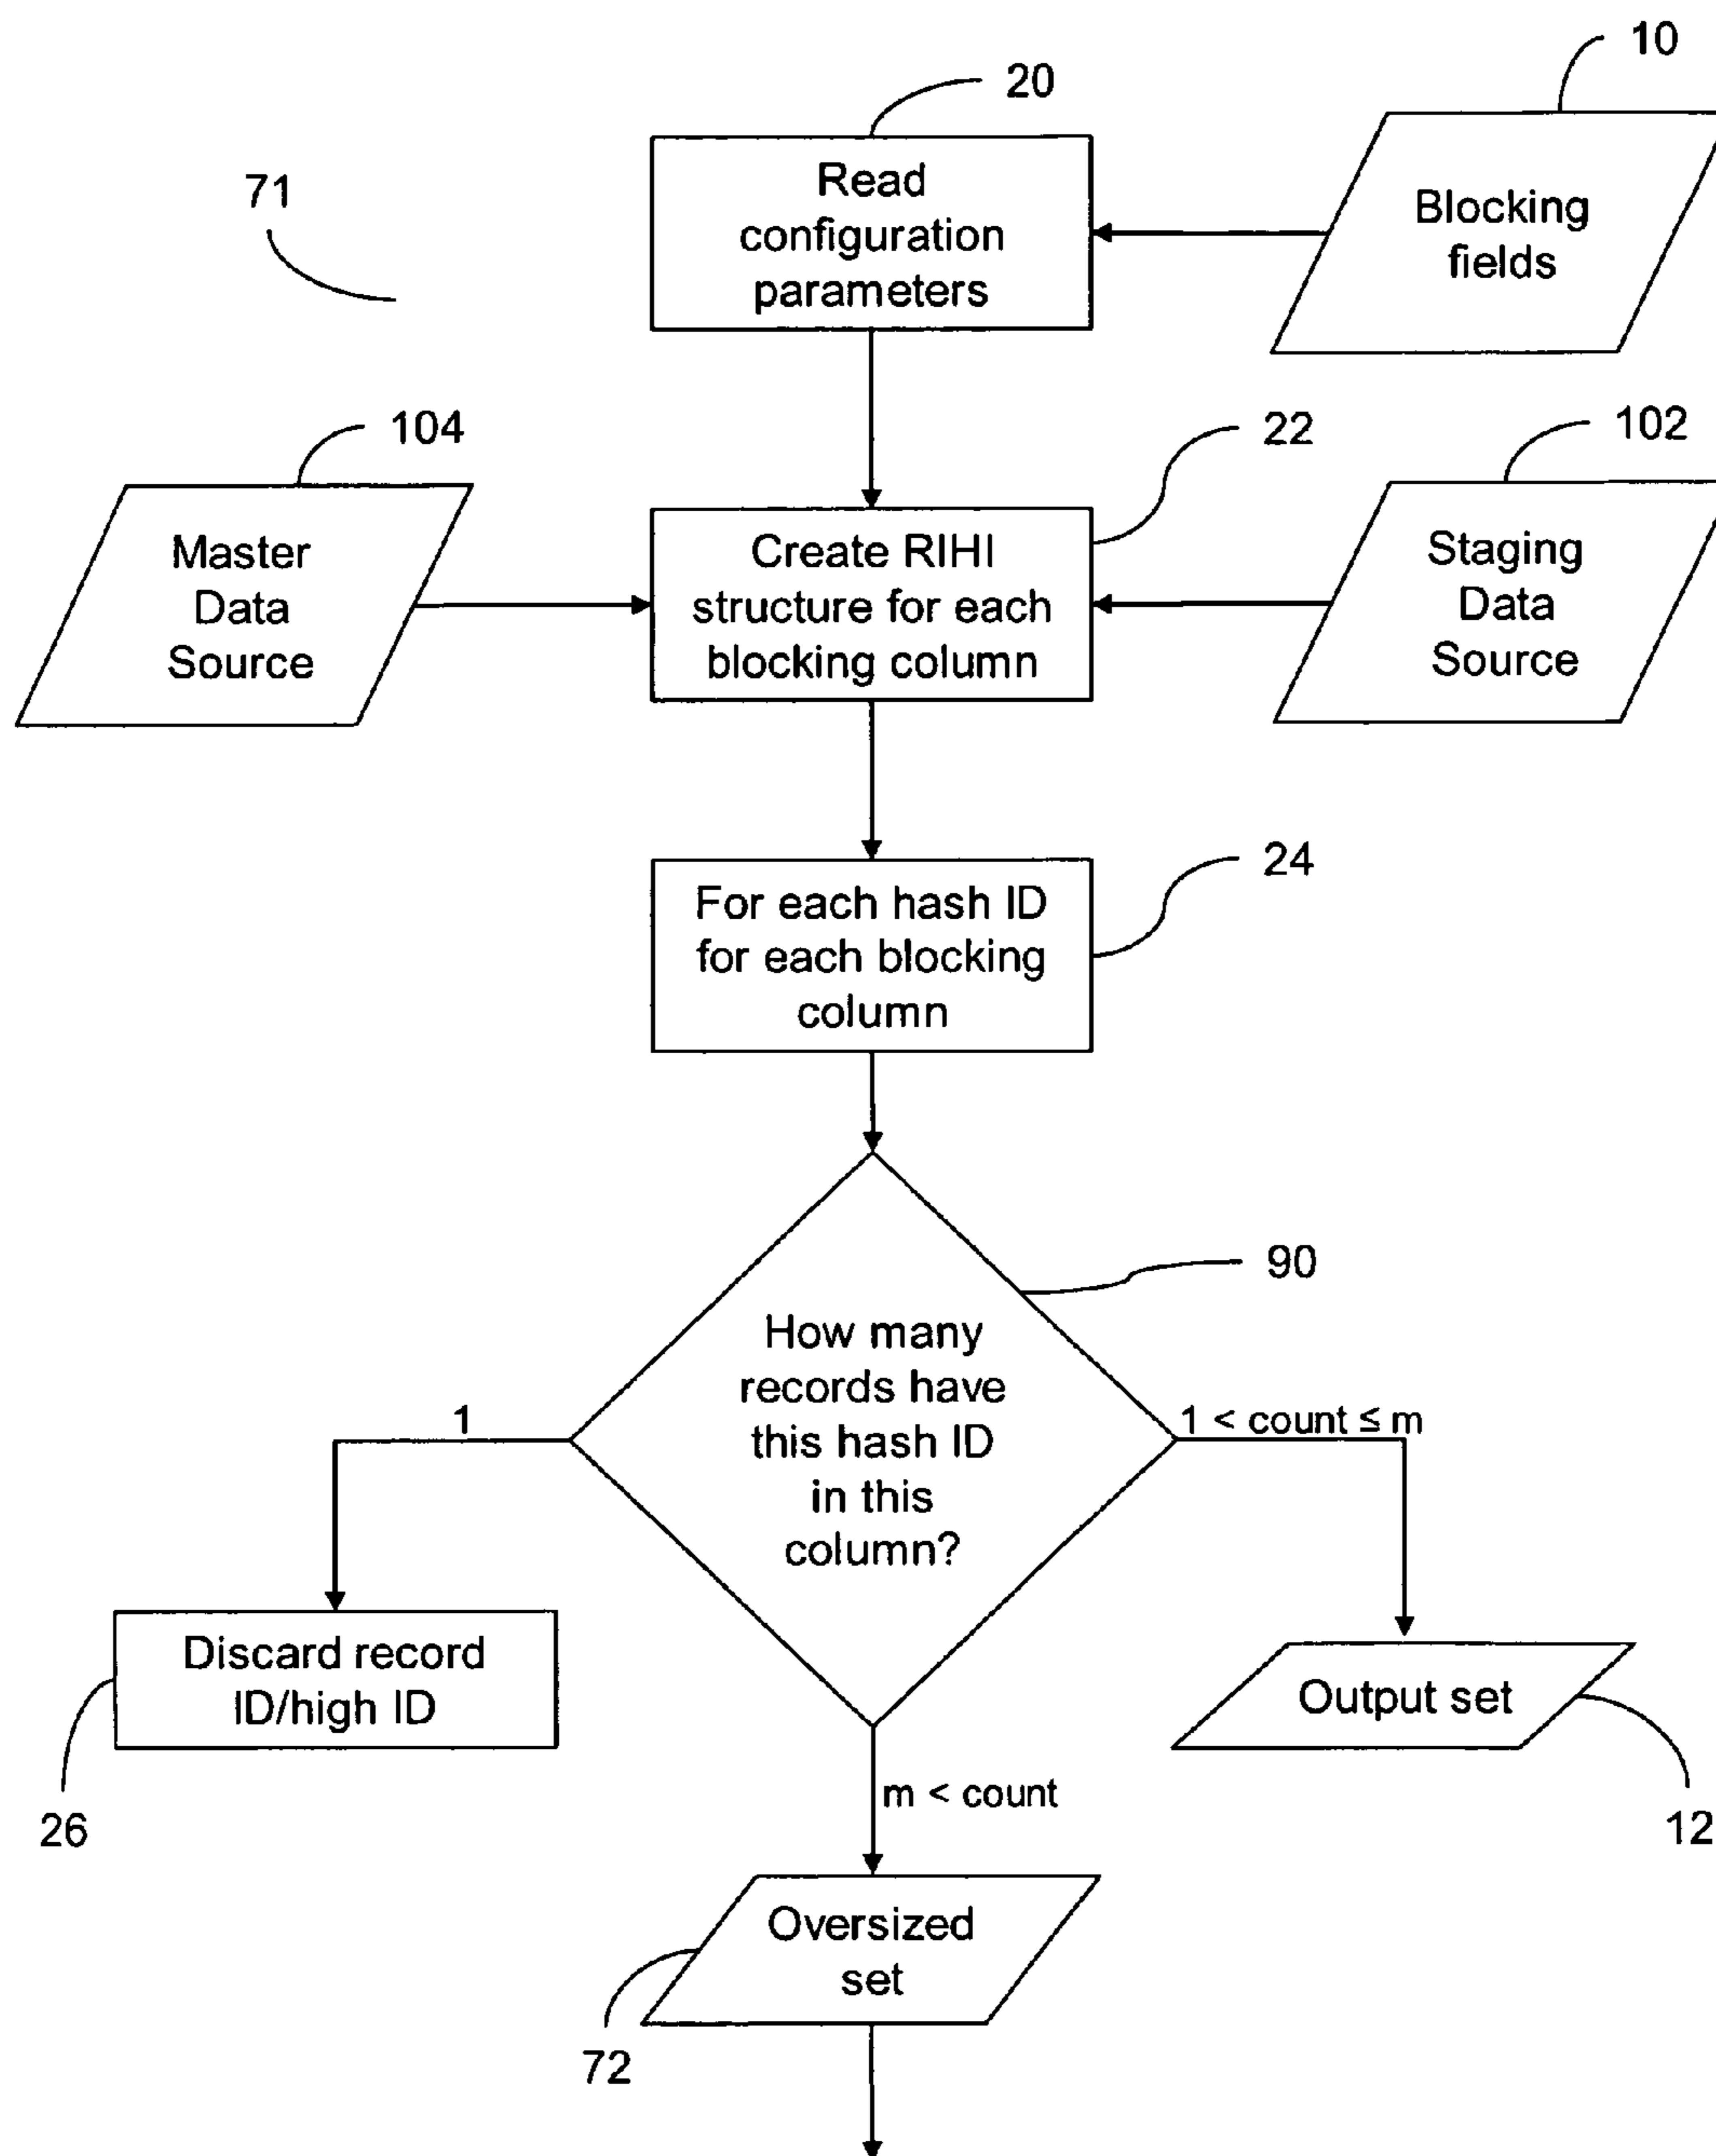 10
20
71
Read
configuration
parameters
Blocking
fields
104
22
102
Master
Data
Source
Create RIHI
structure for each
blocking column
Staging
Data
Source
24
For each hash ID
for each blocking
column
90
How many
records have
this hash ID
in this
column?
1
1 < count ≤ m
Discard record
ID/high ID
Output set
26
m < count
12
Oversized
set
72